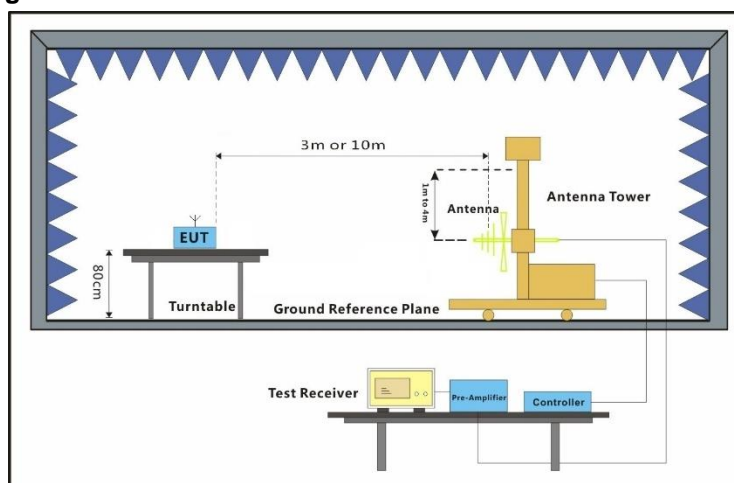 g
3m or 10m
1m to 4m
Antenna
Antenna Tower
EUT
80cm
Turntable
Ground Reference Plane
Test Receiver
Pre-Amplifier
Controller